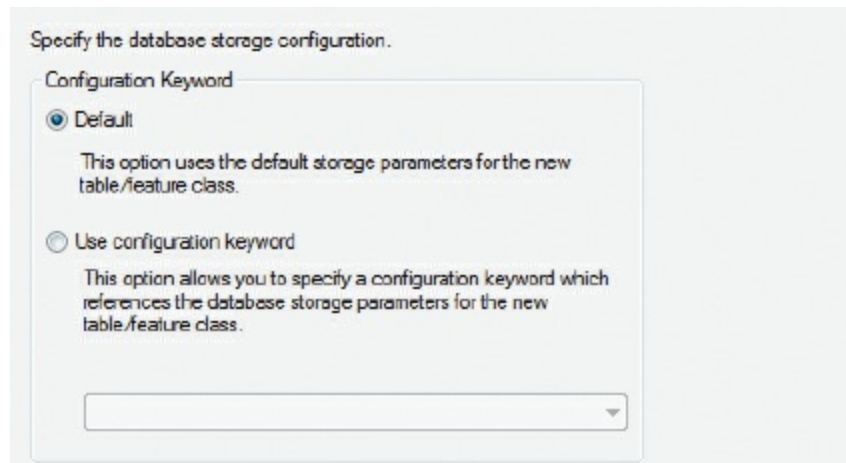 Specify the database storage configuration.
Configuration Keyword
Default
This option uses the default storage parameters for the new
table/feature class.
Use configuration keyword
This option allows you to specify a configuration keyword which
references the database storage parameters for the new
table/feature class.